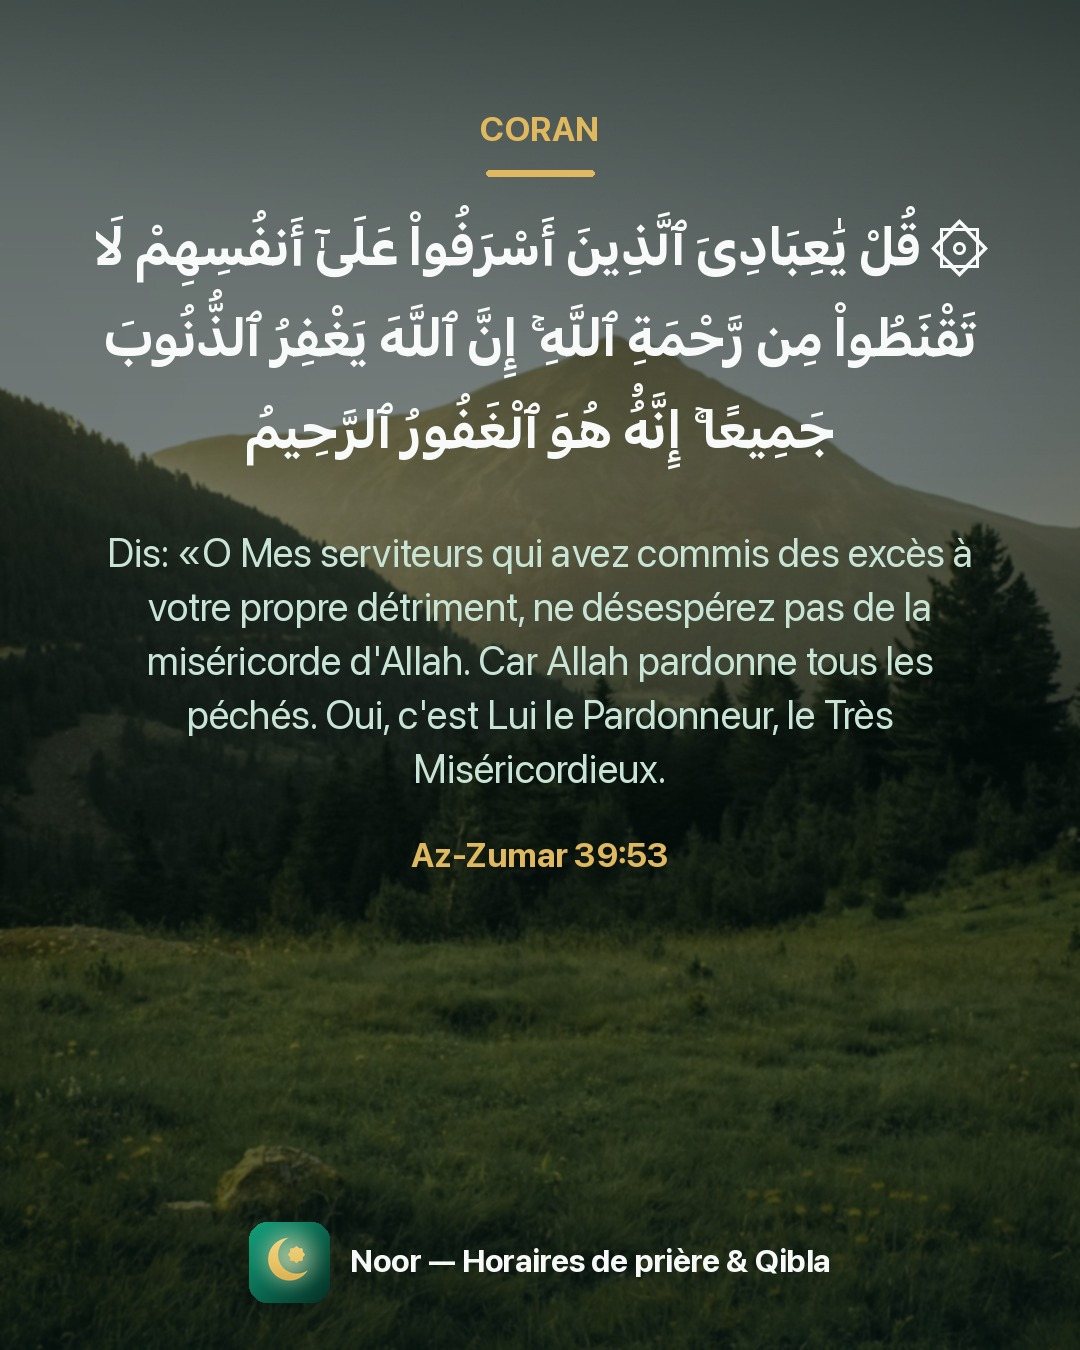 CORAN
۞ قُلْ يَٰعِبَادِىَ ٱلَّذِينَ أَسْرَفُوا۟ عَلَىٰٓ أَنفُسِهِمْ لَا
تَقْنَطُوا۟ مِن رَّحْمَةِ ٱللَّهِ ۚ إِنَّ ٱللَّهَ يَغْفِرُ ٱلذُّنُوبَ
جَمِيعًا ۚ إِنَّهُۥ هُوَ ٱلْغَفُورُ ٱلرَّحِيمُ
Dis: «O Mes serviteurs qui avez commis des excès à
votre propre détriment, ne désespérez pas de la
miséricorde d'Allah. Car Allah pardonne tous les
péchés. Oui, c'est Lui le Pardonneur, le Très
Miséricordieux.
Az-Zumar 39:53
Noor — Horaires de prière & Qibla